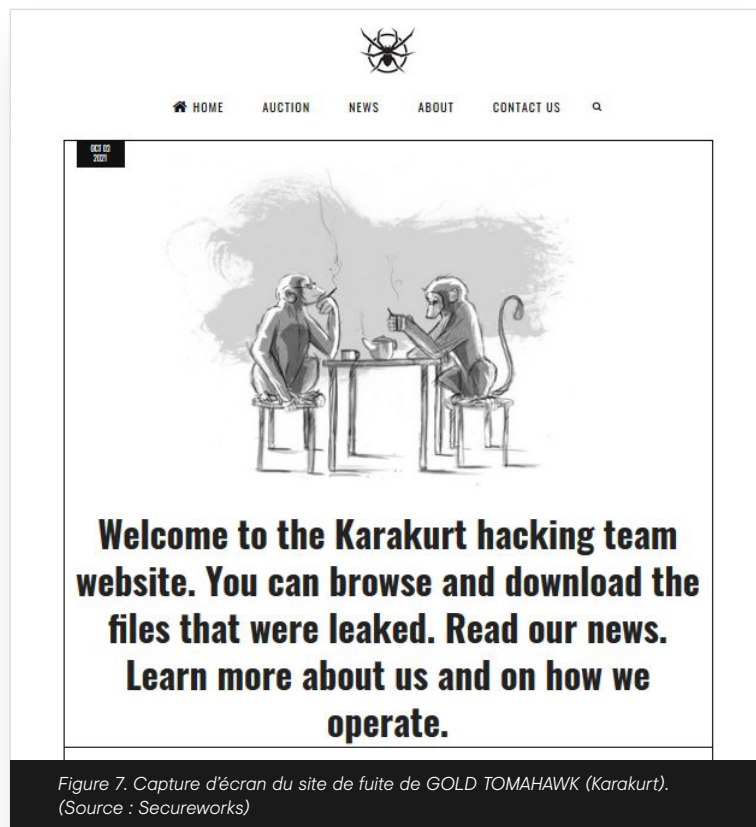 HOME AUCTION NEWS ABOUT CONTACT US
OCT 03
2021
Welcome to the Karakurt hacking team
website. You can browse and download the
files that were leaked. Read our news.
Learn more about us and on how we
operate.
Figure 7. Capture d'écran du site de fuite de GOLD TOMAHAWK (Karakurt).
(Source : Secureworks)